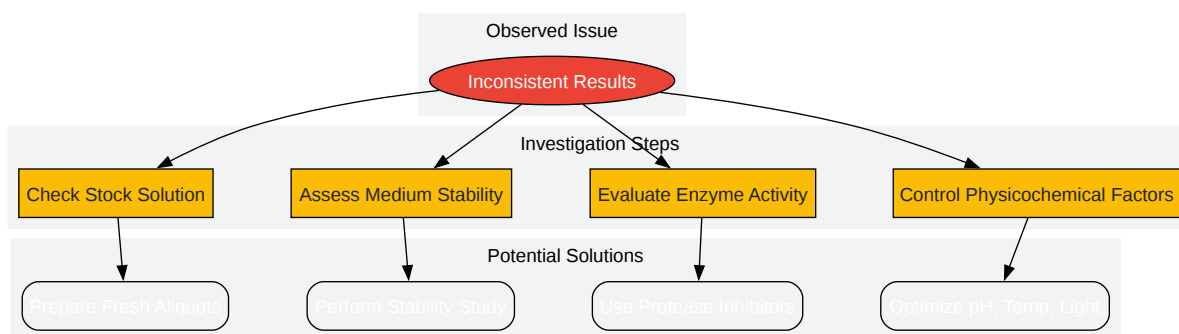 Observed Issue
Inconsistent Results
Investigation Steps
Check Stock Solution
Assess Medium Stability
Evaluate Enzyme Activity
Control Physicochemical Factors
Potential Solutions
Prepare Fresh Aliquots
Perform Stability Study
Use Protease Inhibitors
Optimize pH, Temp, Light